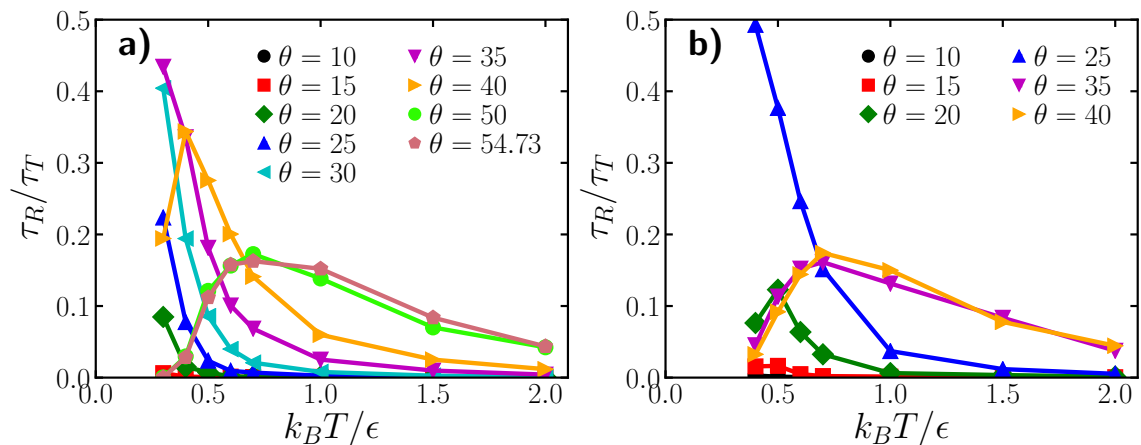 a)
θ = 10
θ = 15
θ = 20
θ = 25
θ = 30
θ = 35
θ = 40
θ = 50
θ = 54.73
0.5
0.4
0.3
0.2
0.1
0.0
τ_R/τ_T
0.0 0.5 1.0 1.5 2.0
k_BT/ϵ
b)
θ = 10
θ = 15
θ = 20
θ = 25
θ = 35
θ = 40
0.5
0.4
0.3
0.2
0.1
0.0
τ_R/τ_T
0.0 0.5 1.0 1.5 2.0
k_BT/ϵ